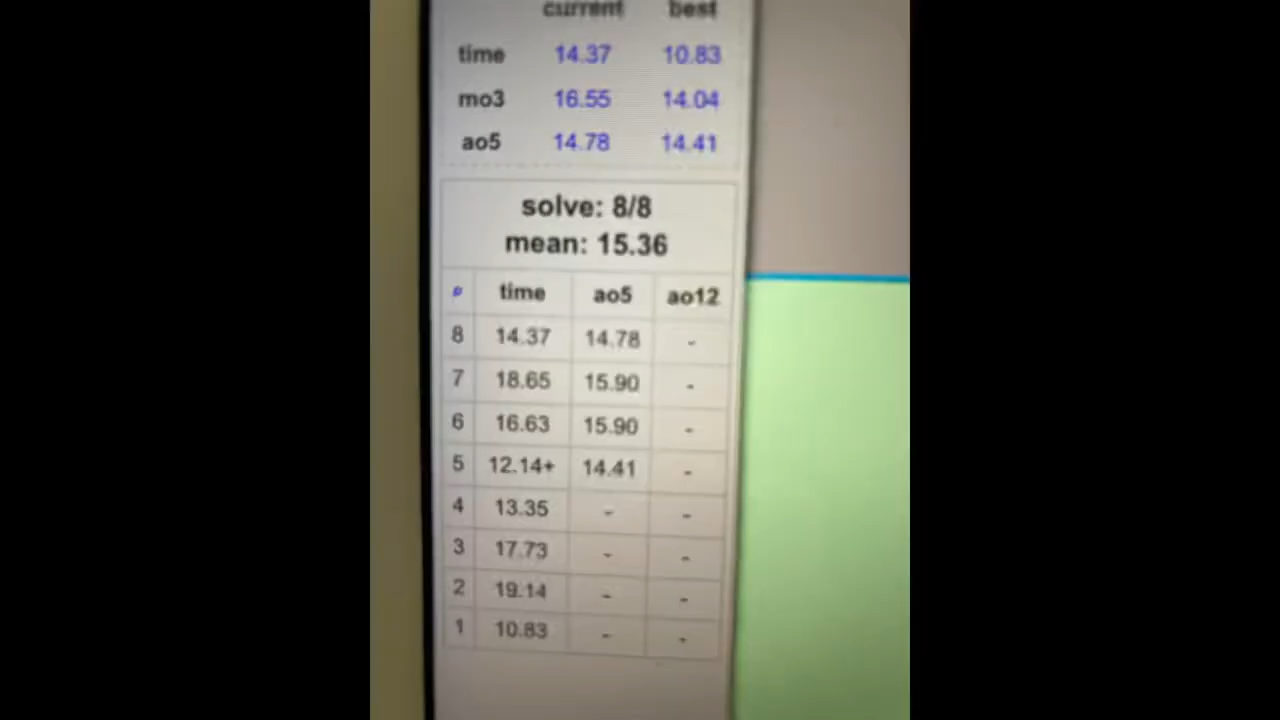 current best
time 14.37 10.83
mo3 16.55 14.04
ao5 14.78 14.41
solve: 8/8
mean: 15.36
time ao5 ao12
8 14.37 14.78 -
7 18.65 15.90 -
6 16.63 15.90 -
5 12.14+ 14.41 -
4 13.35 - -
3 17.73 - -
2 19.14 - -
1 10.83 - -